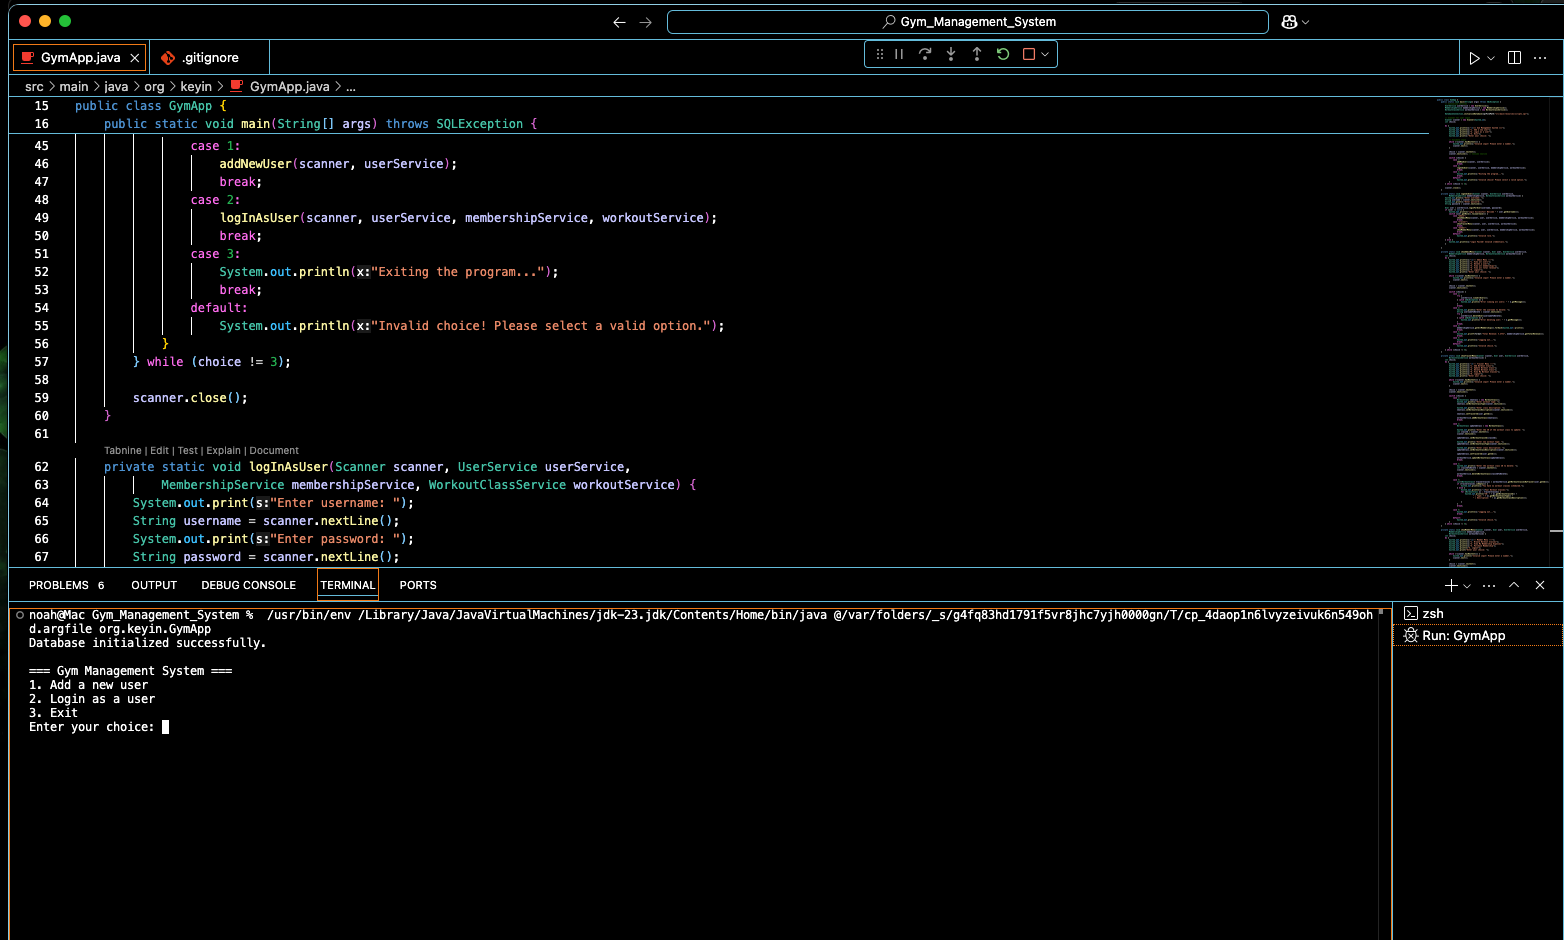 Gym_Management_System
GymApp.java
.gitignore
src > main > java > org > keyin > GymApp.java > ...
15 public class GymApp {
16 public static void main(String[] args) throws SQLException {
45 case 1:
46 addNewUser(scanner, userService);
47 break;
48 case 2:
49 logInAsUser(scanner, userService, membershipService, workoutService);
50 break;
51 case 3:
52 System.out.println(x:"Exiting the program...");
53 break;
54 default:
55 System.out.println(x:"Invalid choice! Please select a valid option.");
56 }
57 } while (choice != 3);
58
59 scanner.close();
60 }
61
Tabnine | Edit | Test | Explain | Document
62 private static void logInAsUser(Scanner scanner, UserService userService,
63 MembershipService membershipService, WorkoutClassService workoutService) {
64 System.out.print(s:"Enter username: ");
65 String username = scanner.nextLine();
66 System.out.print(s:"Enter password: ");
67 String password = scanner.nextLine();
PROBLEMS 6 OUTPUT DEBUG CONSOLE TERMINAL PORTS
noah@Mac Gym_Management_System % /usr/bin/env /Library/Java/JavaVirtualMachines/jdk-23.jdk/Contents/Home/bin/java @/var/folders/_s/g4fq83hd1791f5vr8jhc7yjh0000gn/T/cp_4daop1n6lvyzeivuk6n549oh
d.argfile org.keyin.GymApp
Database initialized successfully.
=== Gym Management System ===
1. Add a new user
2. Login as a user
3. Exit
Enter your choice:
zsh
Run: GymApp